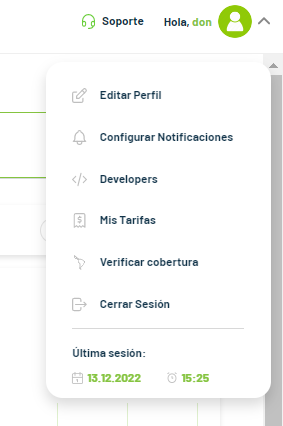 Soporte Hola, don
Editar Perfil
Configurar Notificaciones
Developers
Mis Tarifas
Verificar cobertura
Cerrar Sesión
Última sesión:
13.12.2022 15:25